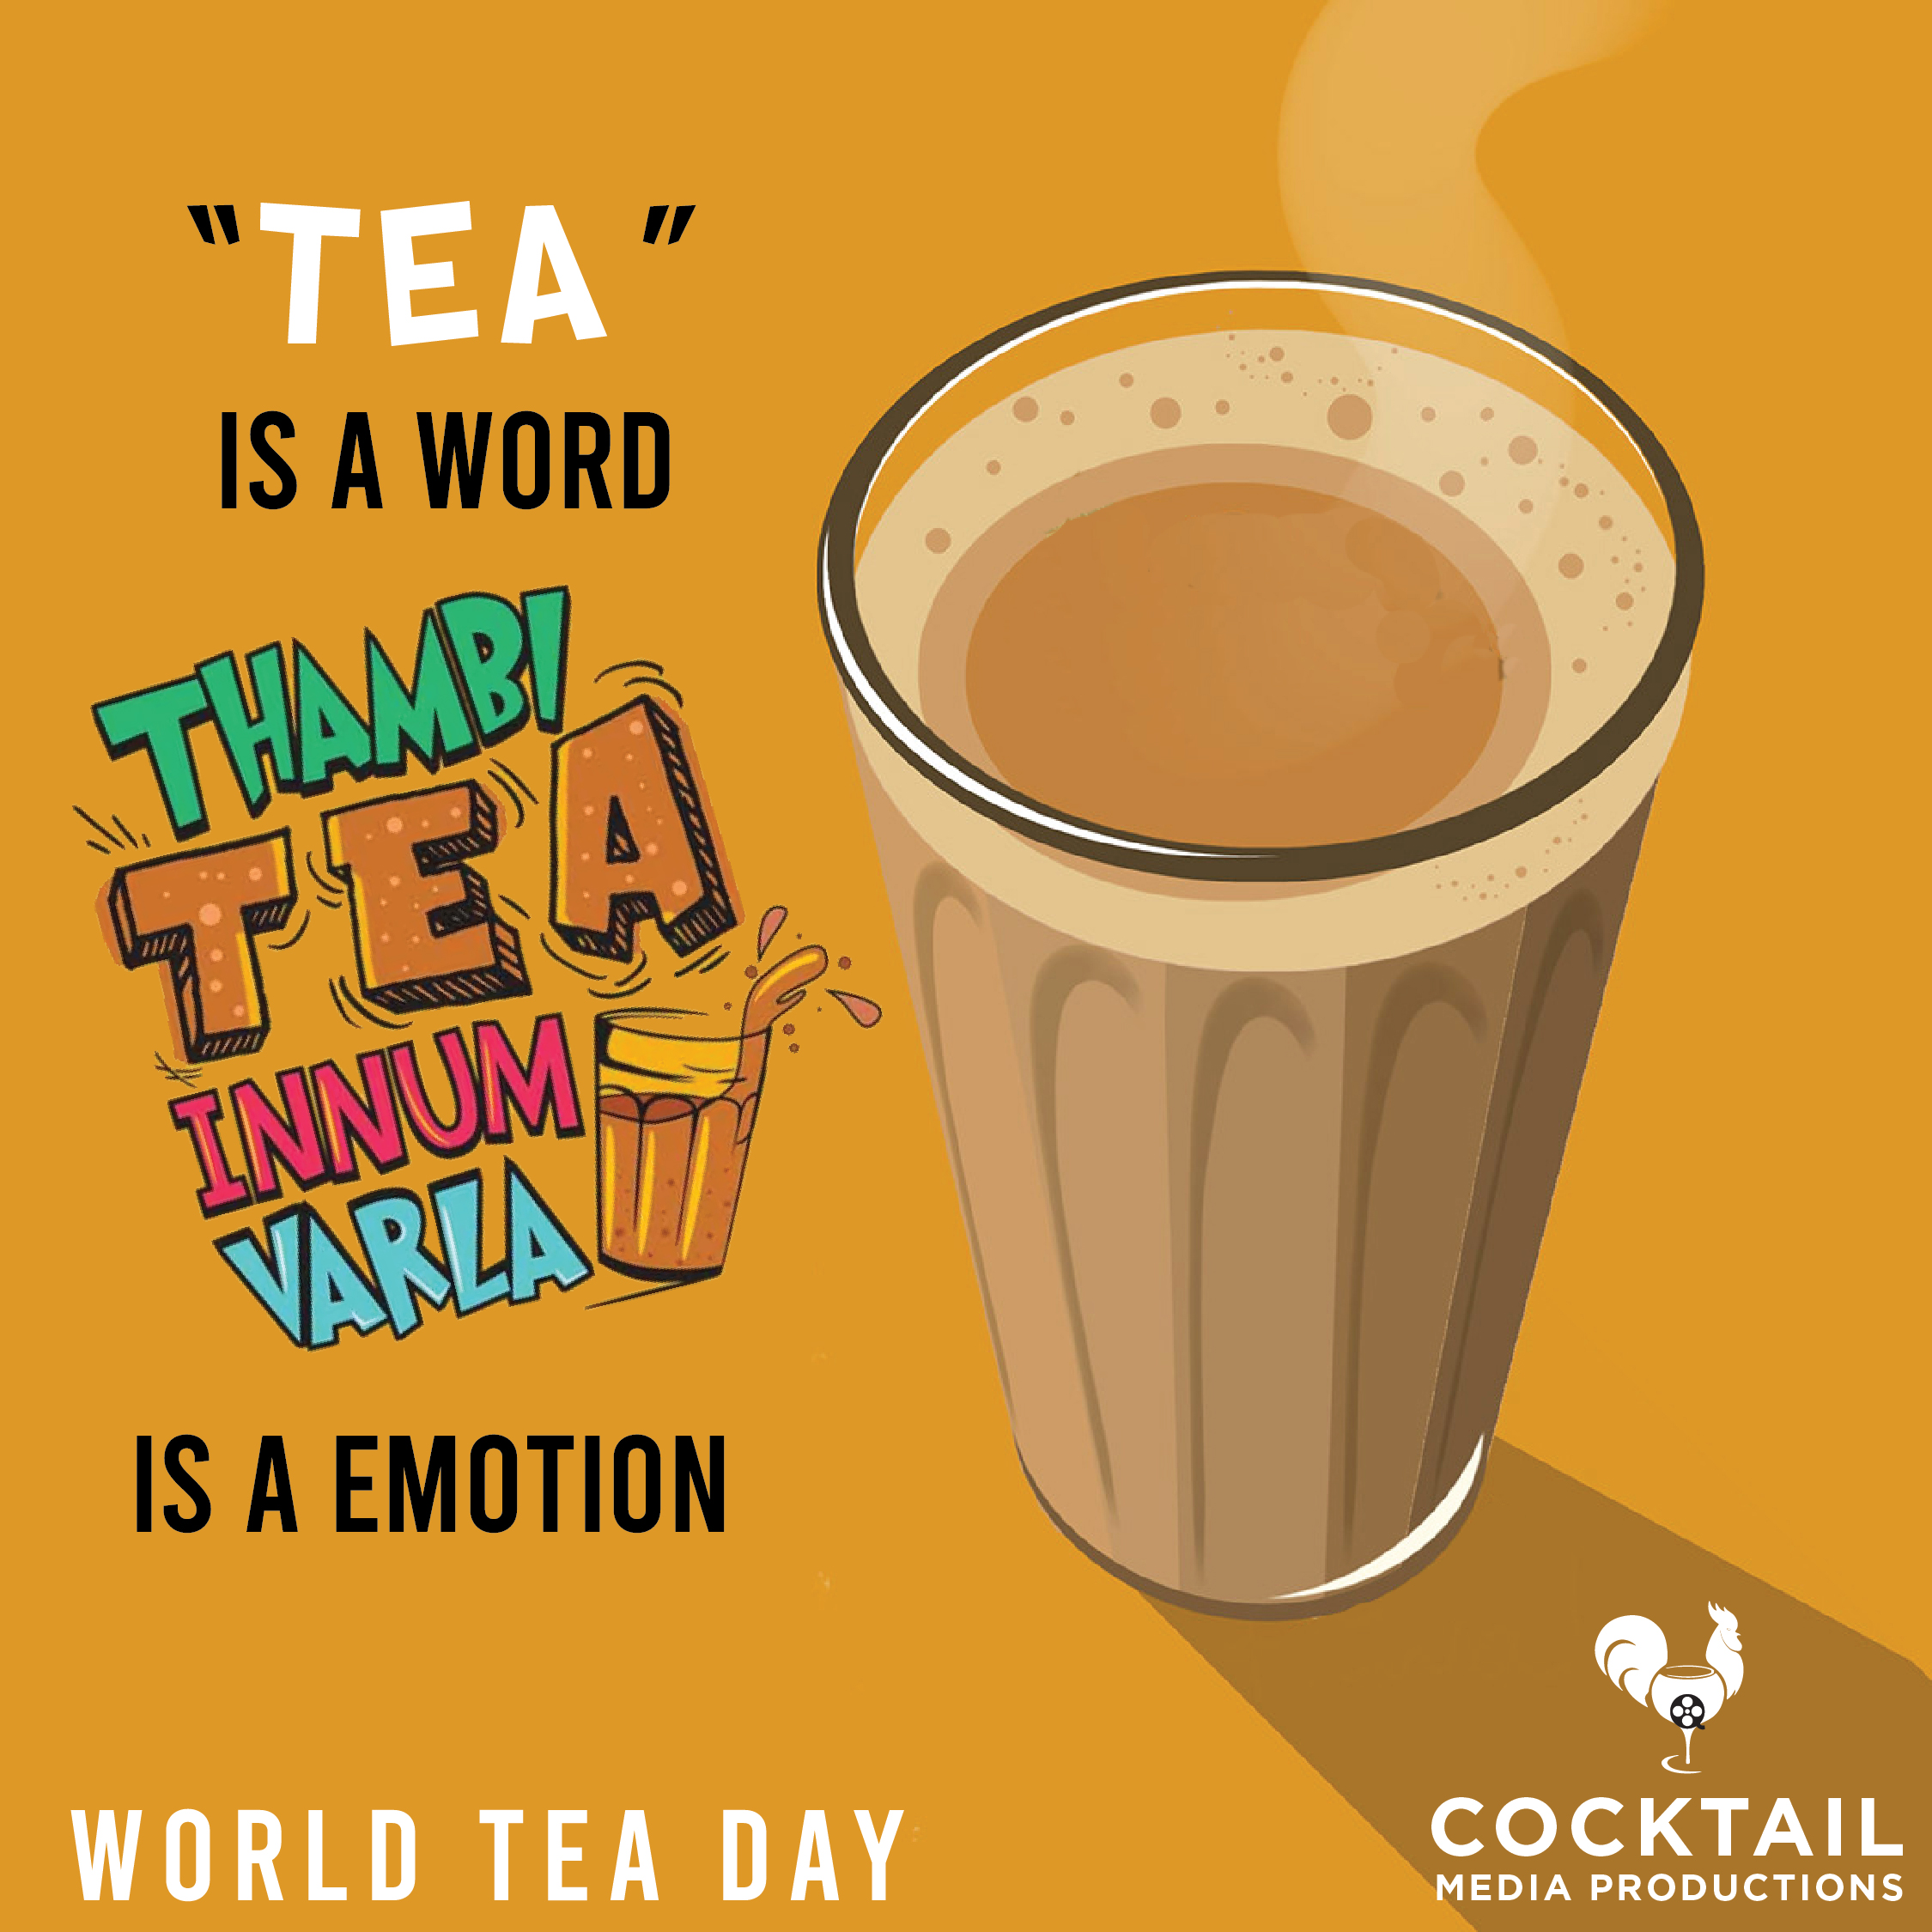 "TEA"
IS A WORD
THAMBI
TEA
INNUM
VARLA
IS A EMOTION
WORLD TEA DAY
COCKTAIL
MEDIA PRODUCTIONS